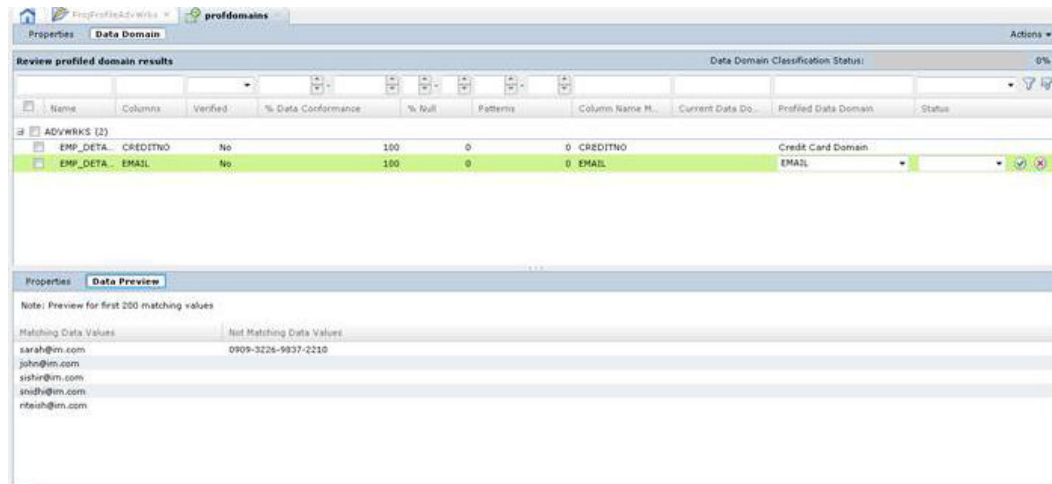 ProjProfileAdvWrks × profdomains
Properties Data Domain Actions
Review profiled domain results Data Domain Classification Status: 0%
Name Columns Verified % Data Conformance % Null Patterns Column Name M... Current Data Do... Profiled Data Domain Status
ADVWRKS (2)
EMP_DETA... CREDITNO No 100 0 0 CREDITNO Credit Card Domain
EMP_DETA... EMAIL No 100 0 0 EMAIL EMAIL
Properties Data Preview
Note: Preview for first 200 matching values
Matching Data Values Not Matching Data Values
sarah@im.com 0909-3226-9837-2210
john@im.com
sishir@im.com
snidhi@im.com
riteish@im.com